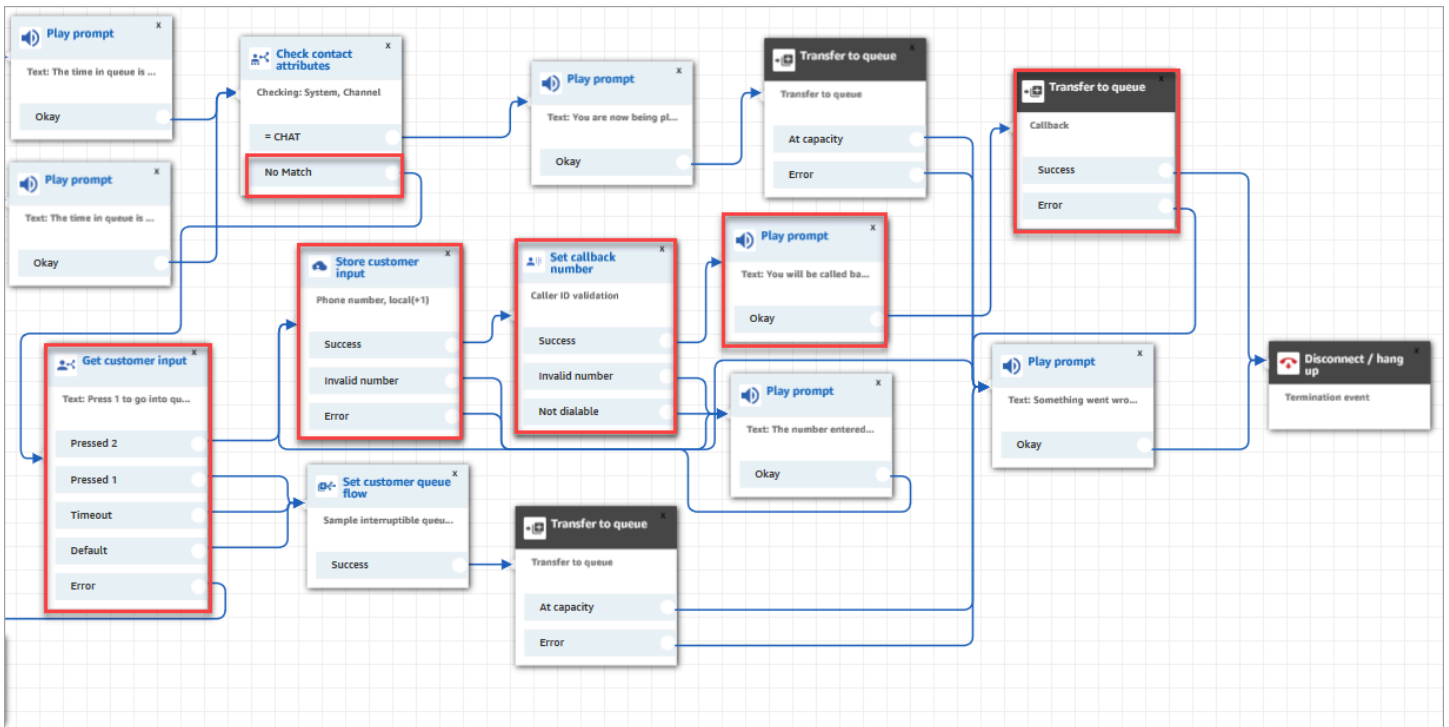 Play prompt
x
Text: The time in queue is ...
Okay
Play prompt
x
Text: The time in queue is ...
Okay
Check contact
attributes
x
Checking: System, Channel
= CHAT
No Match
Play prompt
x
Text: You are now being pl...
Okay
Transfer to queue
x
Transfer to queue
At capacity
Error
Transfer to queue
x
Callback
Success
Error
Get customer input
x
Text: Press 1 to go into qu...
Pressed 2
Pressed 1
Timeout
Default
Error
Store customer
input
x
Phone number, local(+1)
Success
Invalid number
Error
Set callback
number
x
Caller ID validation
Success
Invalid number
Not dialable
Play prompt
x
Text: You will be called ba...
Okay
Play prompt
x
Text: The number entered...
Okay
Play prompt
x
Text: Something went wro...
Okay
Disconnect / hang
up
x
Termination event
Set customer queue
flow
x
Sample interruptible queu...
Success
Transfer to queue
x
Transfer to queue
At capacity
Error